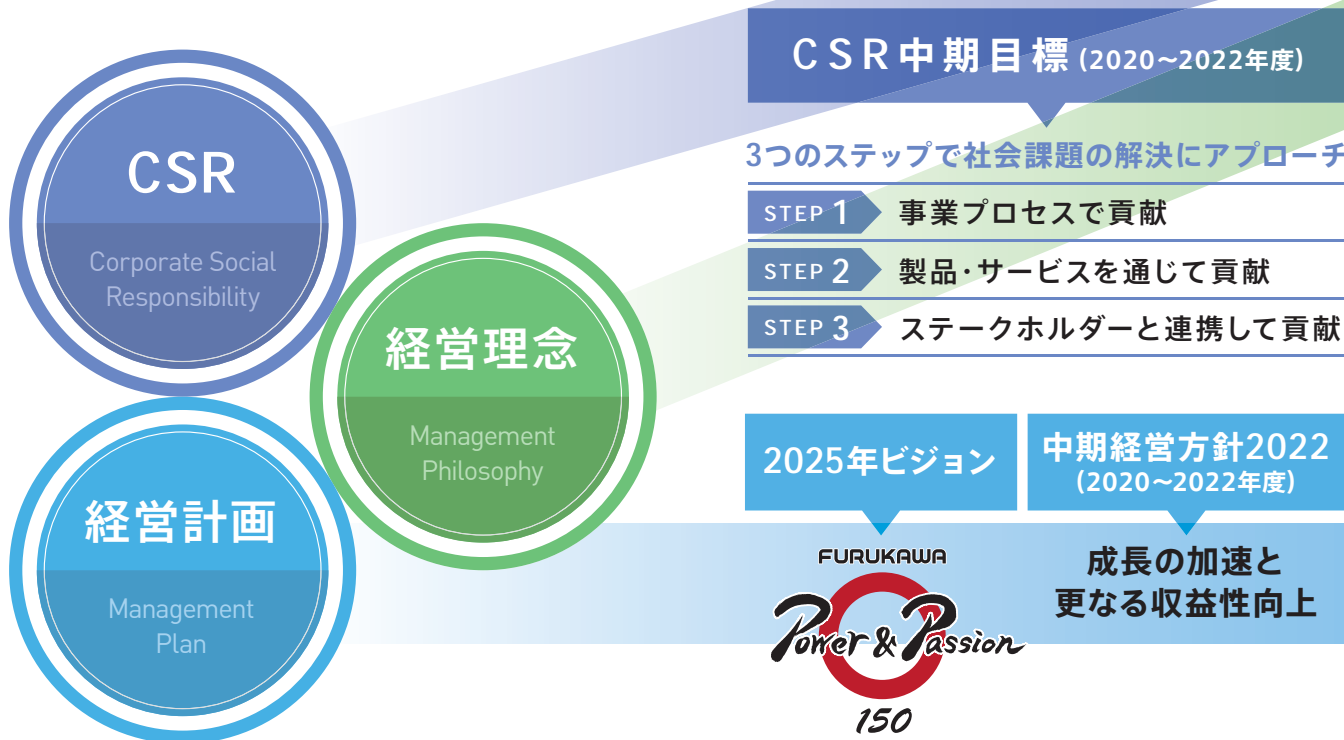 CSR
Corporate Social
Responsibility
経営理念
Management
Philosophy
経営計画
Management
Plan
CSR中期目標 (2020〜2022年度)
3つのステップで社会課題の解決にアプローチ
STEP 1 事業プロセスで貢献
STEP 2 製品・サービスを通じて貢献
STEP 3 ステークホルダーと連携して貢献
2025年ビジョン
FURUKAWA
Power & Passion
150
中期経営方針2022
(2020〜2022年度)
成長の加速と
更なる収益性向上